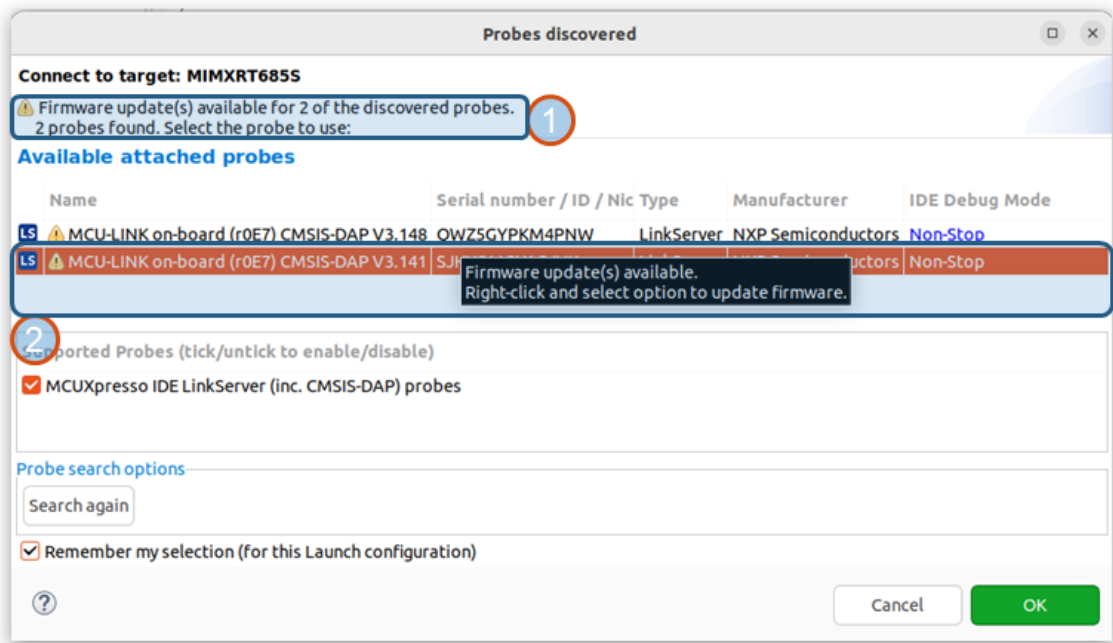 Probes discovered
Connect to target: MIMXRT685S
Firmware update(s) available for 2 of the discovered probes.
2 probes found. Select the probe to use:
1
Available attached probes
Name Serial number / ID / Nic Type Manufacturer IDE Debug Mode
LS MCU-LINK on-board (r0E7) CMSIS-DAP V3.148 OWZ5GYPKM4PNW LinkServer NXP Semiconductors Non-Stop
LS MCU-LINK on-board (r0E7) CMSIS-DAP V3.141 Non-Stop
Firmware update(s) available.
Right-click and select option to update firmware.
2
Probes (tick/untick to enable/disable)
MCUXpresso IDE LinkServer (inc. CMSIS-DAP) probes
Probe search options
Search again
Remember my selection (for this Launch configuration)
? Cancel OK